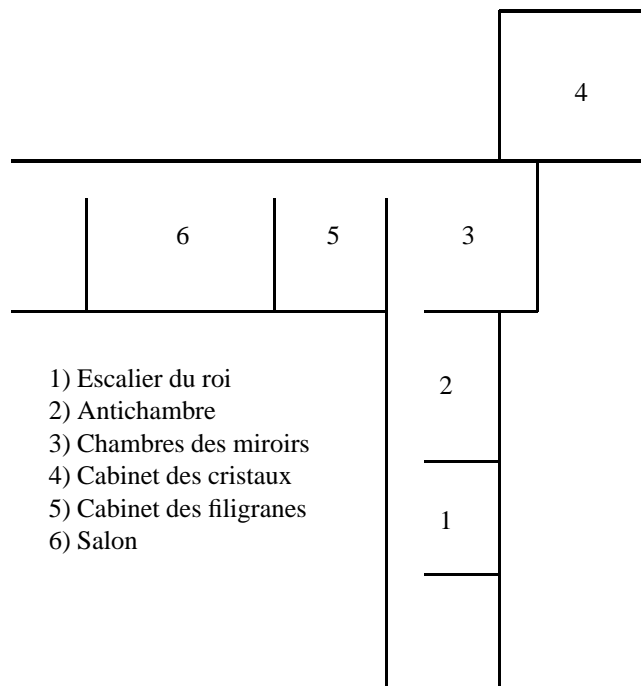 4
6 5 3
2
1
1) Escalier du roi
2) Antichambre
3) Chambres des miroirs
4) Cabinet des cristaux
5) Cabinet des filigranes
6) Salon